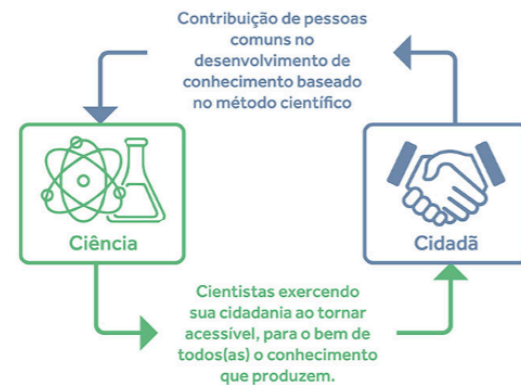 Contribuição de pessoas
comuns no
desenvolvimento de
conhecimento baseado
no método científico
Ciência
Cidadã
Cientistas exercendo
sua cidadania ao tornar
acessível, para o bem de
todos(as) o conhecimento
que produzem.